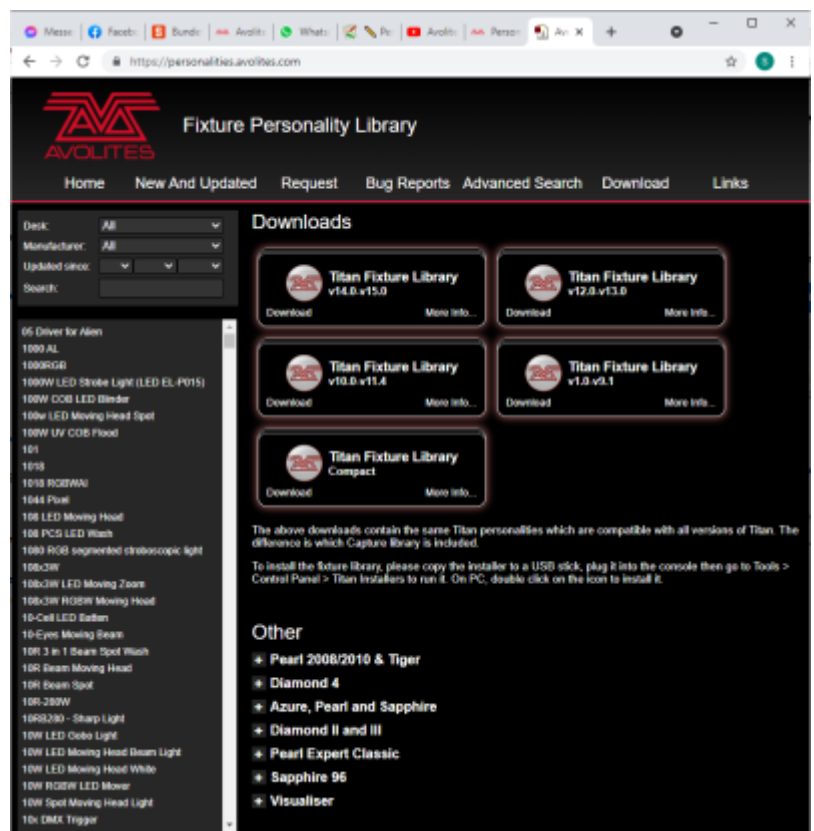 Messe
Faceb
Bunde
Avolite
Whats
Pe
Avolite
Person
Av
https://personalities.avolites.com
S
AVOLITES
Fixture Personality Library
Home New And Updated Request Bug Reports Advanced Search Download Links
Desk: All
Manufacturer: All
Updated since:
Search:
05 Driver for Alien
1000 AL
1000RGB
1000W LED Strobe Light (LED EL-P015)
100W COB LED Blinder
100w LED Moving Head Spot
100W UV COB Flood
101
1018
1018 RGBWAI
1044 Pixel
108 LED Moving Head
108 PCS LED Wash
1080 RGB segmented stroboscopic light
108x3W
108x3W LED Moving Zoom
108x3W RGBW Moving Head
10-Cell LED Batten
10-Eyes Moving Beam
10R 3 in 1 Beam Spot Wash
10R Beam Moving Head
10R Beam Spot
10R-280W
10RB280 - Sharp Light
10W LED Gobo Light
10W LED Moving Head Beam Light
10W LED Moving Head White
10W RGBW LED Mover
10W Spot Moving Head Light
10x DMX Trigger
Downloads
Titan Fixture Library
v14.0-v15.0
Download More Info...
Titan Fixture Library
v12.0-v13.0
Download More Info...
Titan Fixture Library
v10.0-v11.4
Download More Info...
Titan Fixture Library
v1.0-v9.1
Download More Info...
Titan Fixture Library
Compact
Download More Info...
The above downloads contain the same Titan personalities which are compatible with all versions of Titan. The
difference is which Capture library is included.
To install the fixture library, please copy the installer to a USB stick, plug it into the console then go to Tools >
Control Panel > Titan Installers to run it. On PC, double click on the icon to install it.
Other
+ Pearl 2008/2010 & Tiger
+ Diamond 4
+ Azure, Pearl and Sapphire
+ Diamond II and III
+ Pearl Expert Classic
+ Sapphire 96
+ Visualiser